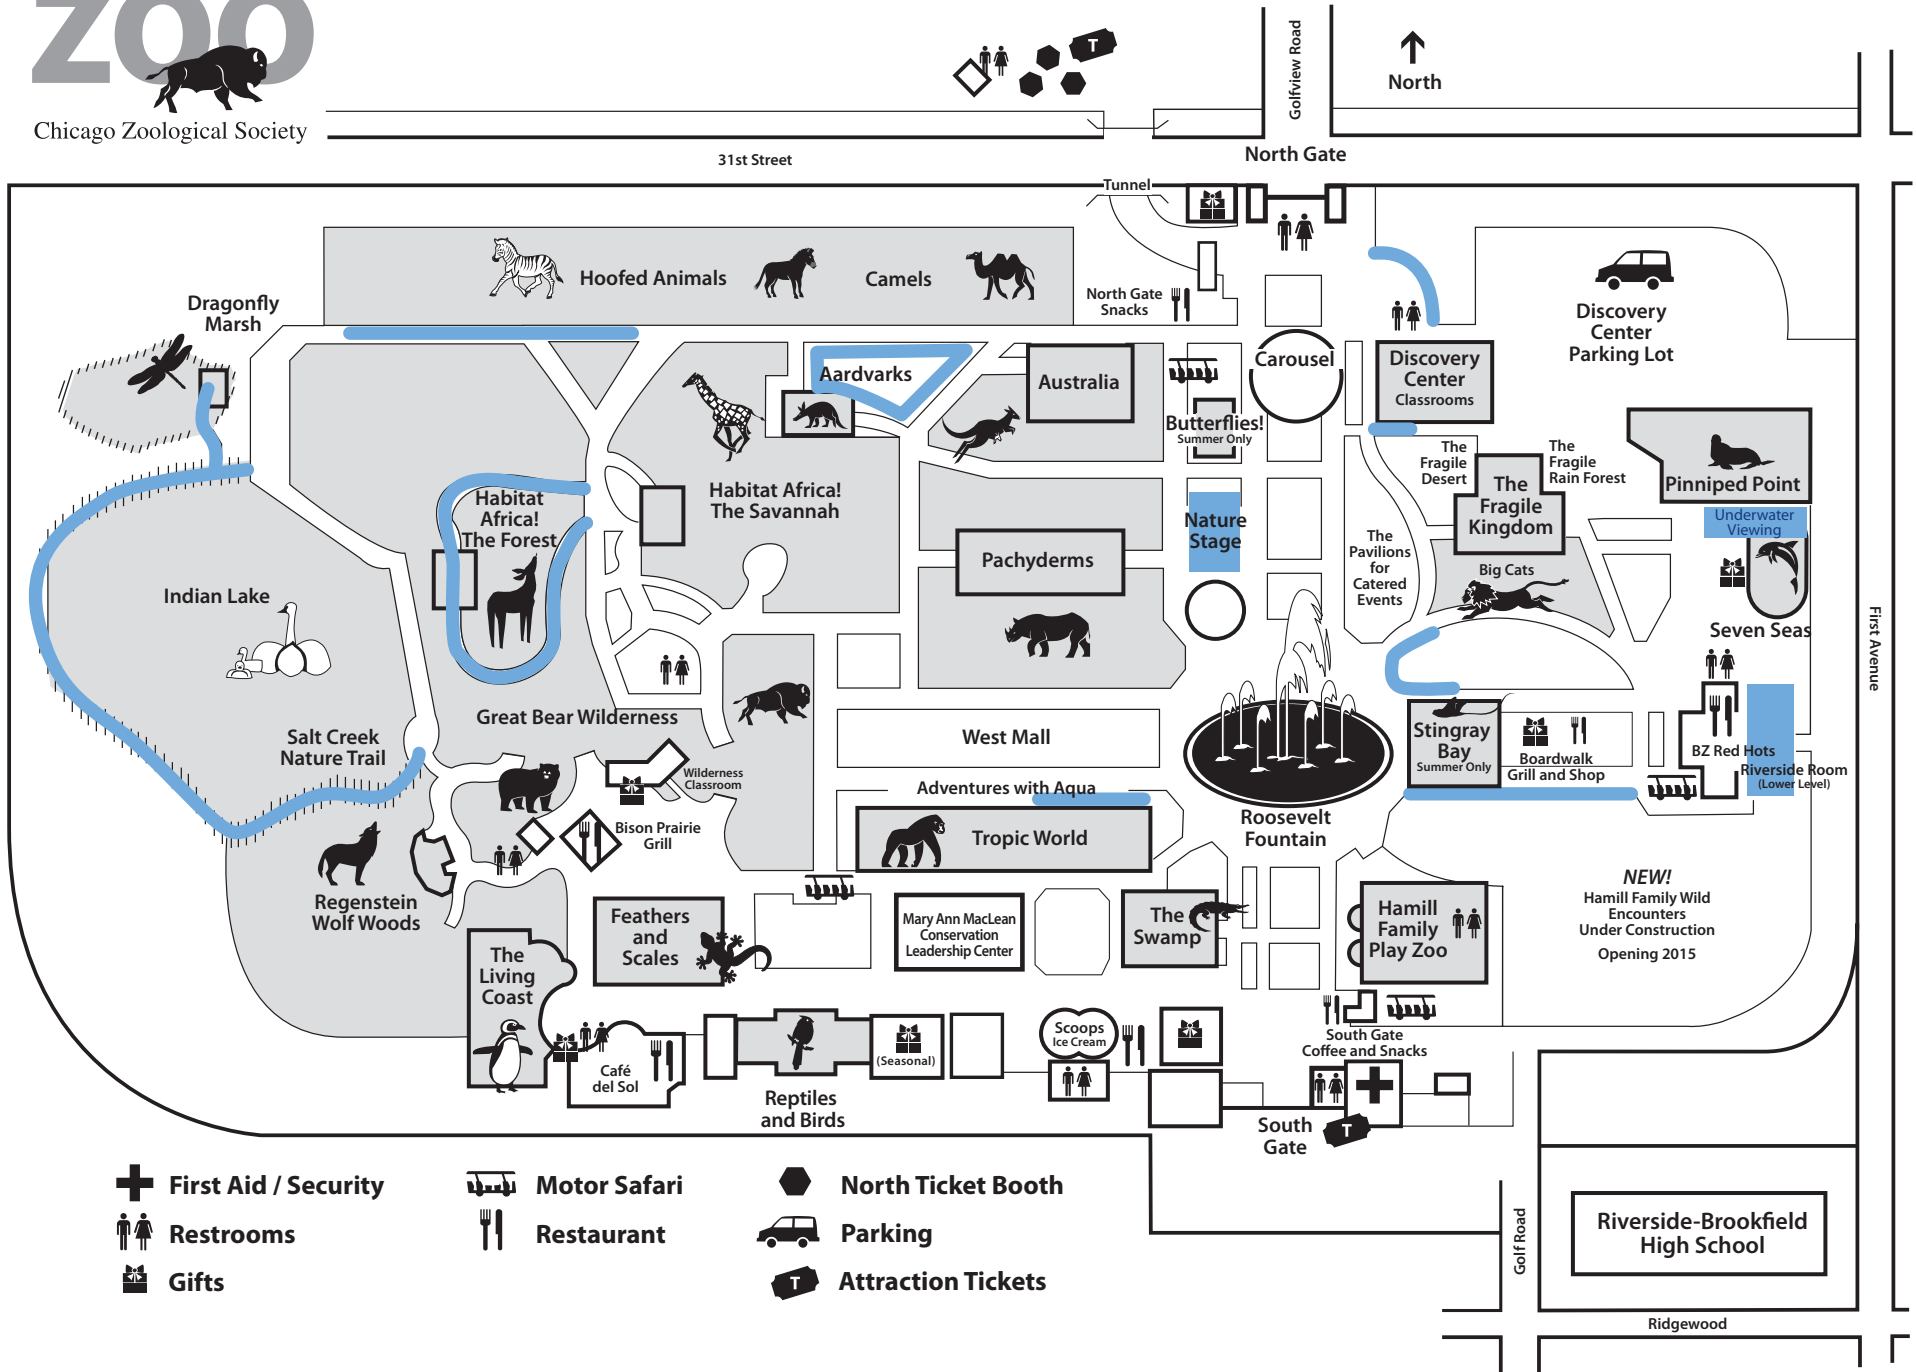 ZOO
Chicago Zoological Society
T
Golfview Road
North
31st Street
North Gate
Tunnel
Hoofed Animals
Camels
North Gate
Snacks
Dragonfly
Marsh
Discovery
Center
Parking Lot
Aardvarks
Australia
Carousel
Discovery
Center
Classrooms
Butterflies!
Summer Only
The
Fragile
Desert
The
Fragile
Rain Forest
The
Fragile
Kingdom
Pinniped Point
Underwater
Viewing
Habitat
Africa!
The Forest
Habitat Africa!
The Savannah
Nature
Stage
Pachyderms
The
Pavilions
for
Catered
Events
Big Cats
Indian Lake
Seven Seas
First Avenue
Great Bear Wilderness
Salt Creek
Nature Trail
West Mall
Stingray
Bay
Summer Only
Boardwalk
Grill and Shop
BZ Red Hots
Riverside Room
(Lower Level)
Wilderness
Classroom
Adventures with Aqua
Bison Prairie
Grill
Tropic World
Roosevelt
Fountain
Regenstein
Wolf Woods
Feathers
and
Scales
Mary Ann MacLean
Conservation
Leadership Center
The
Swamp
Hamill
Family
Play Zoo
NEW!
Hamill Family Wild
Encounters
Under Construction
Opening 2015
The
Living
Coast
Café
del Sol
(Seasonal)
Reptiles
and Birds
Scoops
Ice Cream
South Gate
Coffee and Snacks
South
Gate
T
First Aid / Security
Restrooms
Gifts
Motor Safari
Restaurant
North Ticket Booth
Parking
T
Attraction Tickets
Golf Road
Riverside-Brookfield
High School
Ridgewood